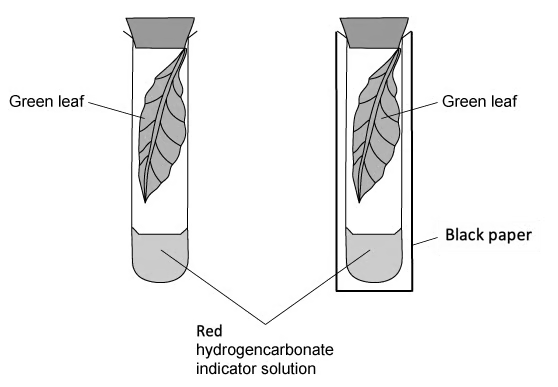 Green leaf
Green leaf
Black paper
Red
hydrogencarbonate
indicator solution